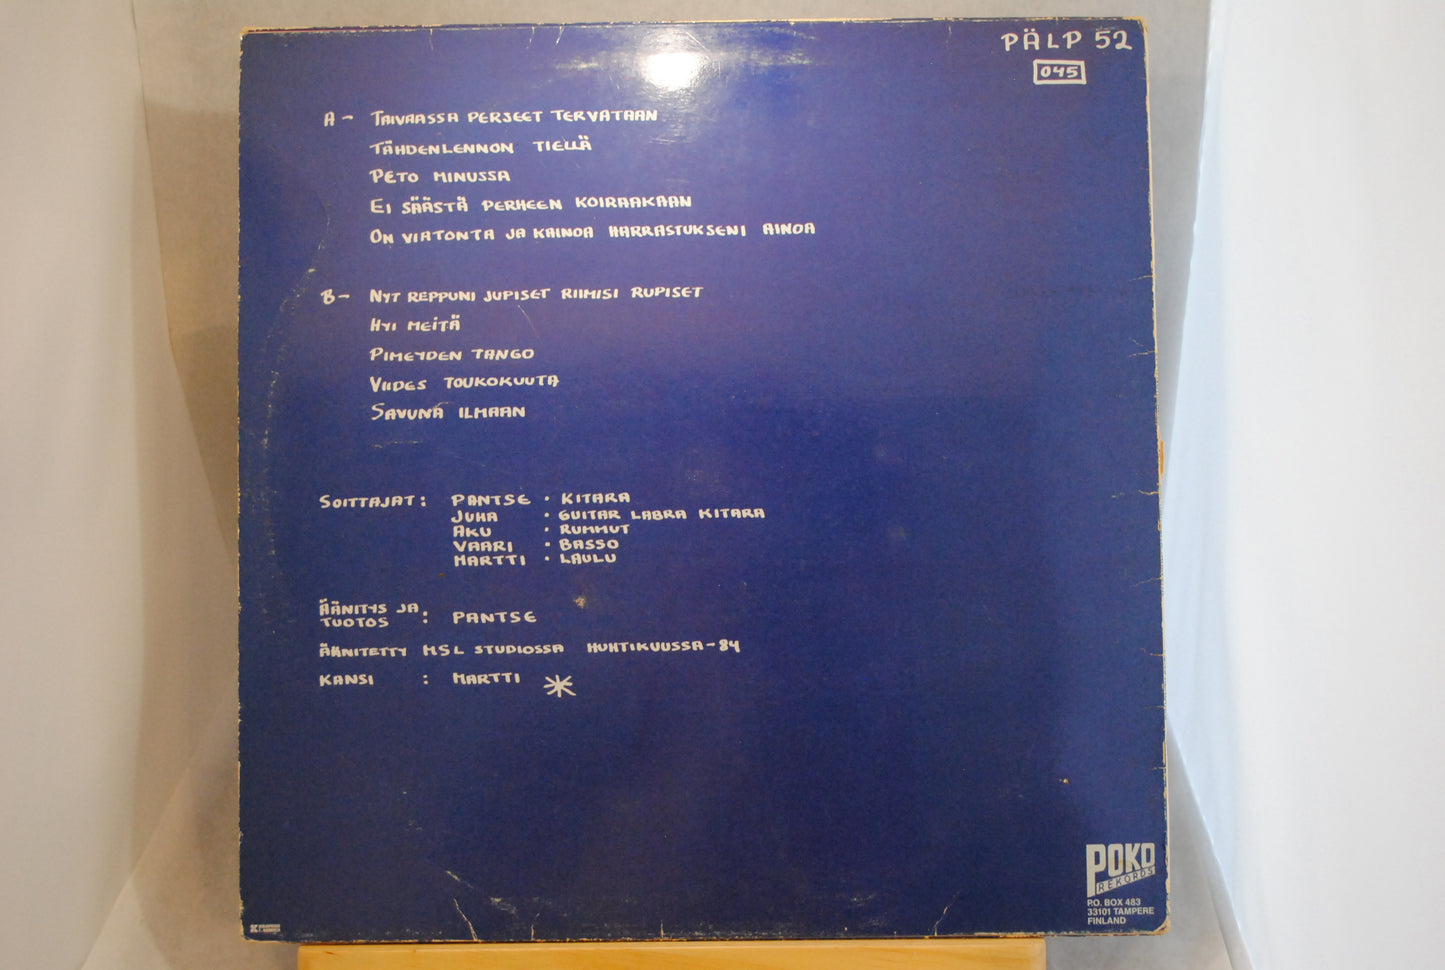 PÄLP 52
045
A - TAIVAASSA PERSEET TERVATAAN
TÄHDENLENNON TIELLÄ
PETO MINUSSA
EI SÄÄSTÄ PERHEEN KOIRAAKAAN
ON VIATONTA JA KAINOA HARRASTUKSENI AINOA
B - NYT REPPUNI JUPISET RIIMISI RUPISET
HYI MEITÄ
PIMEYDEN TANGO
VIIDES TOUKOKUUTA
SAVUNA ILMAAN
SOITTAJAT : PANTSE · KITARA
JUHA · GUITAR LABRA KITARA
AKU · RUMMUT
VAARI · BASSO
MARTTI · LAULU
ÄÄNITYS JA
TUOTOS : PANTSE
ÄÄNITETTY MSL STUDIOSSA HUHTIKUUSSA-84
KANSI : MARTTI
POKO
REKORDS
P.O. BOX 483
33101 TAMPERE
FINLAND